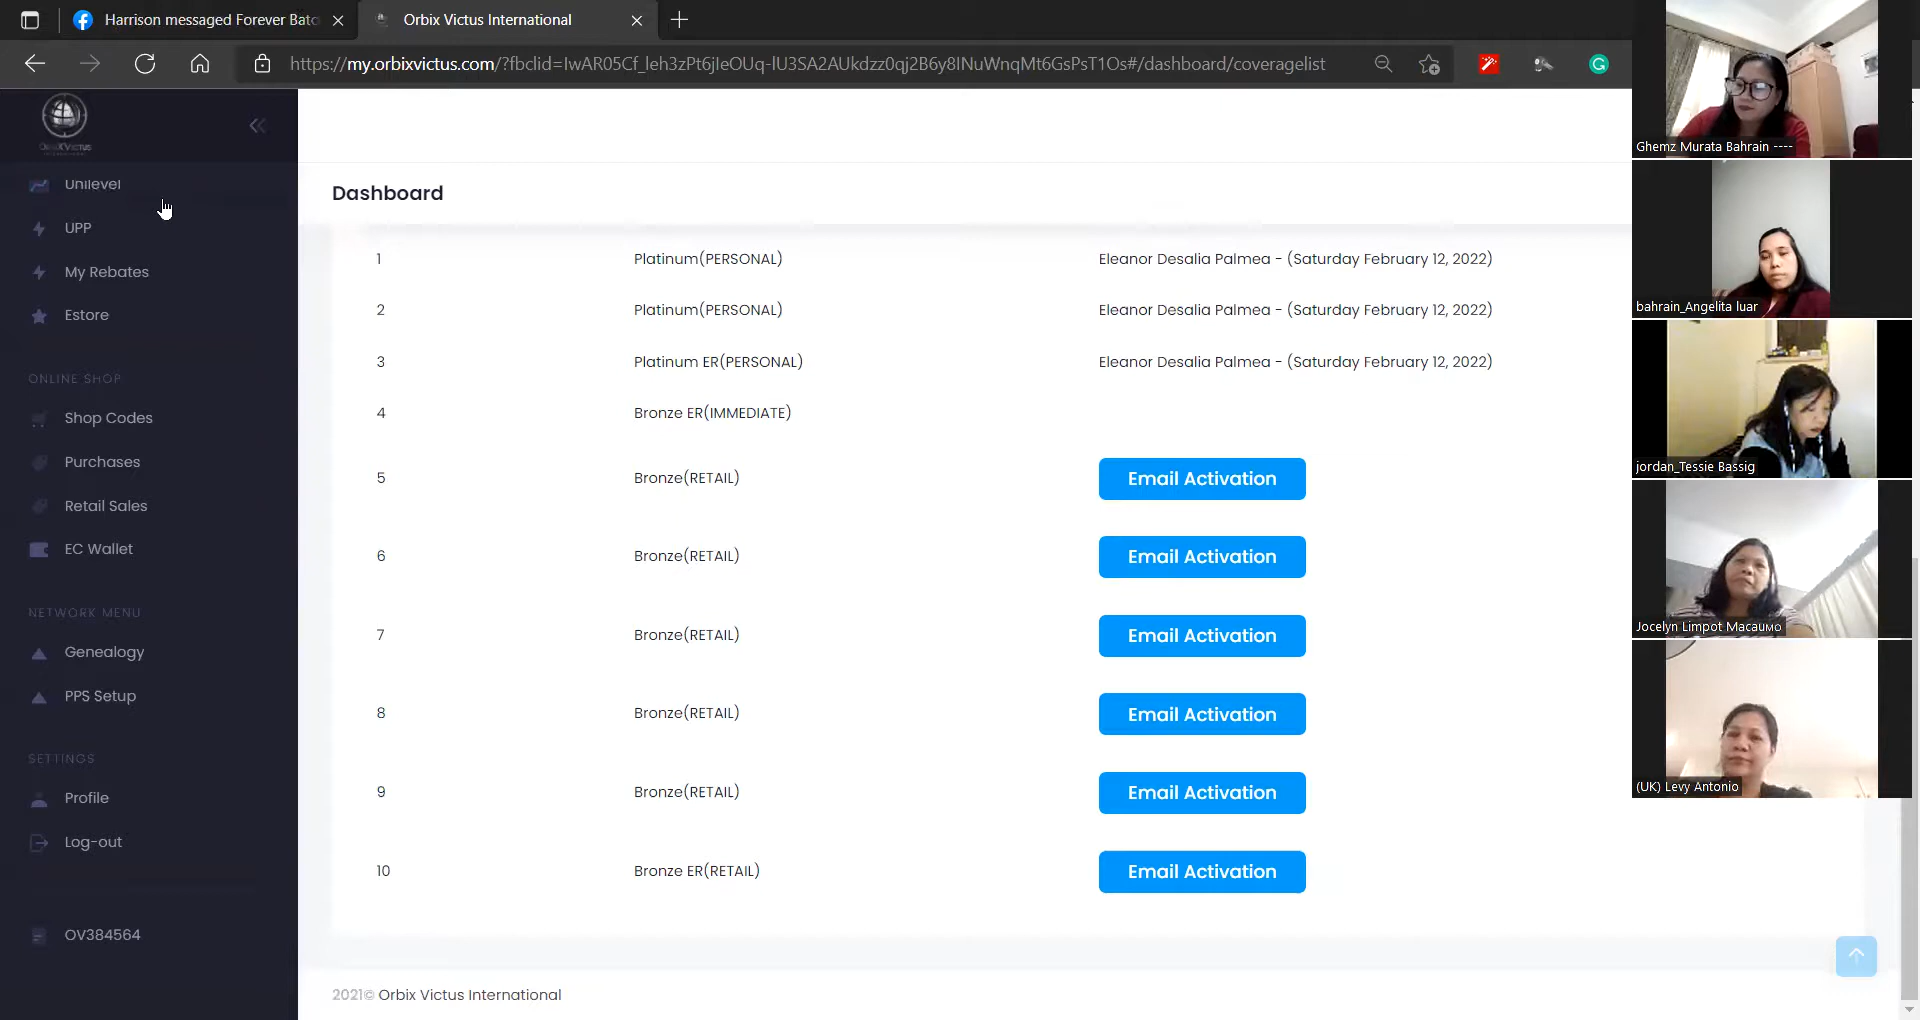 Harrison messaged Forever Bato
Orbix Victus International
https://my.orbixvictus.com/?fbclid=IwAR05Cf_leh3zPt6jIeOUq-lU3SA2AUkdzz0qj2B6y8INuWnqMt6GsPsT1Os#/dashboard/coveragelist
Unilevel
UPP
My Rebates
Estore
ONLINE SHOP
Shop Codes
Purchases
Retail Sales
EC Wallet
NETWORK MENU
Genealogy
PPS Setup
SETTINGS
Profile
Log-out
OV384564
Dashboard
1 Platinum(PERSONAL) Eleanor Desalia Palmea - (Saturday February 12, 2022)
2 Platinum(PERSONAL) Eleanor Desalia Palmea - (Saturday February 12, 2022)
3 Platinum ER(PERSONAL) Eleanor Desalia Palmea - (Saturday February 12, 2022)
4 Bronze ER(IMMEDIATE)
5 Bronze(RETAIL) Email Activation
6 Bronze(RETAIL) Email Activation
7 Bronze(RETAIL) Email Activation
8 Bronze(RETAIL) Email Activation
9 Bronze(RETAIL) Email Activation
10 Bronze ER(RETAIL) Email Activation
2021© Orbix Victus International
Ghemz Murata Bahrain ----
bahrain_Angelita luar
jordan_Tessie Bassig
Jocelyn Limpot Macaumo
(UK) Levy Antonio